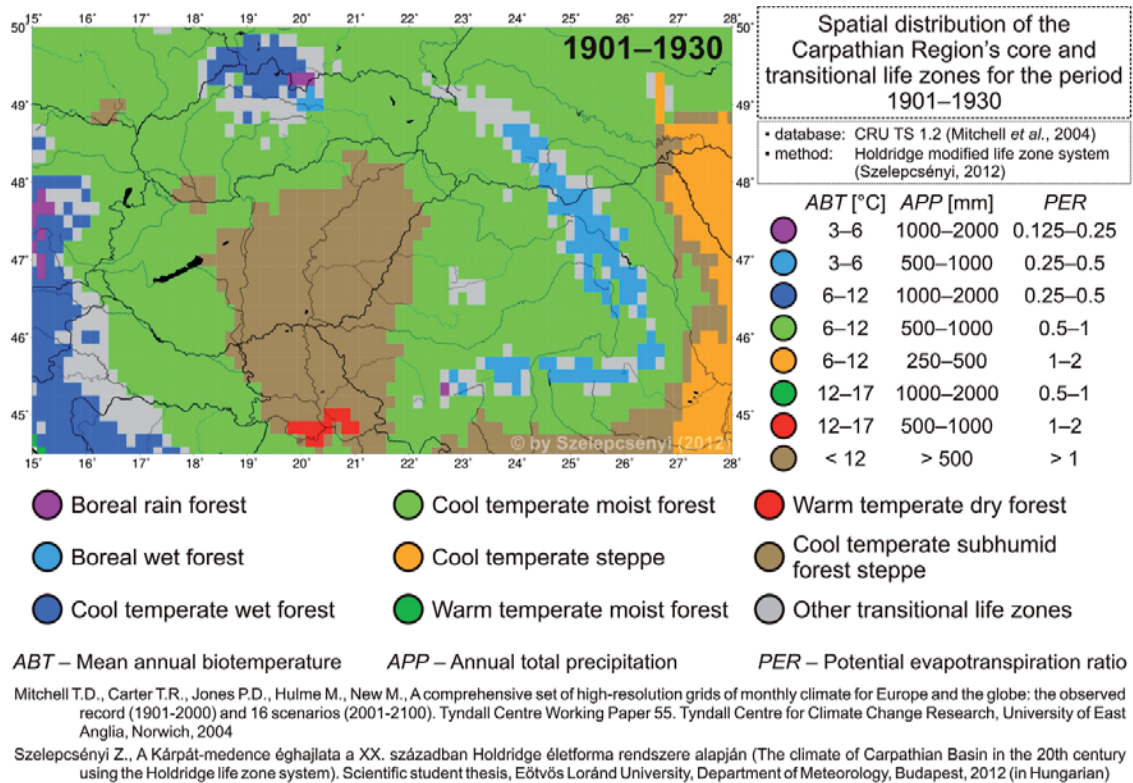 15˚ 16˚ 17˚ 18˚ 19˚ 20˚ 21˚ 22˚ 23˚ 24˚ 25˚ 26˚ 27˚ 28˚
50˚ 50˚
1901–1930
49˚ 49˚
48˚ 48˚
47˚ 47˚
46˚ 46˚
45˚ 45˚
© by Szelepcsényi (2012)
15˚ 16˚ 17˚ 18˚ 19˚ 20˚ 21˚ 22˚ 23˚ 24˚ 25˚ 26˚ 27˚ 28˚
Spatial distribution of the
Carpathian Region's core and
transitional life zones for the period
1901–1930
▪ database: CRU TS 1.2 (Mitchell et al., 2004)
▪ method: Holdridge modified life zone system
(Szelepcsényi, 2012)
ABT [°C] APP [mm] PER
3–6 1000–2000 0.125–0.25
3–6 500–1000 0.25–0.5
6–12 1000–2000 0.25–0.5
6–12 500–1000 0.5–1
6–12 250–500 1–2
12–17 1000–2000 0.5–1
12–17 500–1000 1–2
< 12 > 500 > 1
Boreal rain forest Cool temperate moist forest Warm temperate dry forest
Boreal wet forest Cool temperate steppe Cool temperate subhumid
forest steppe
Cool temperate wet forest Warm temperate moist forest Other transitional life zones
ABT – Mean annual biotemperature APP – Annual total precipitation PER – Potential evapotranspiration ratio
Mitchell T.D., Carter T.R., Jones P.D., Hulme M., New M., A comprehensive set of high-resolution grids of monthly climate for Europe and the globe: the observed
record (1901-2000) and 16 scenarios (2001-2100). Tyndall Centre Working Paper 55. Tyndall Centre for Climate Change Research, University of East
Anglia, Norwich, 2004
Szelepcsényi Z., A Kárpát-medence éghajlata a XX. században Holdridge életforma rendszere alapján (The climate of Carpathian Basin in the 20th century
using the Holdridge life zone system). Scientific student thesis, Eötvös Loránd University, Department of Meteorology, Budapest, 2012 (in Hungarian)